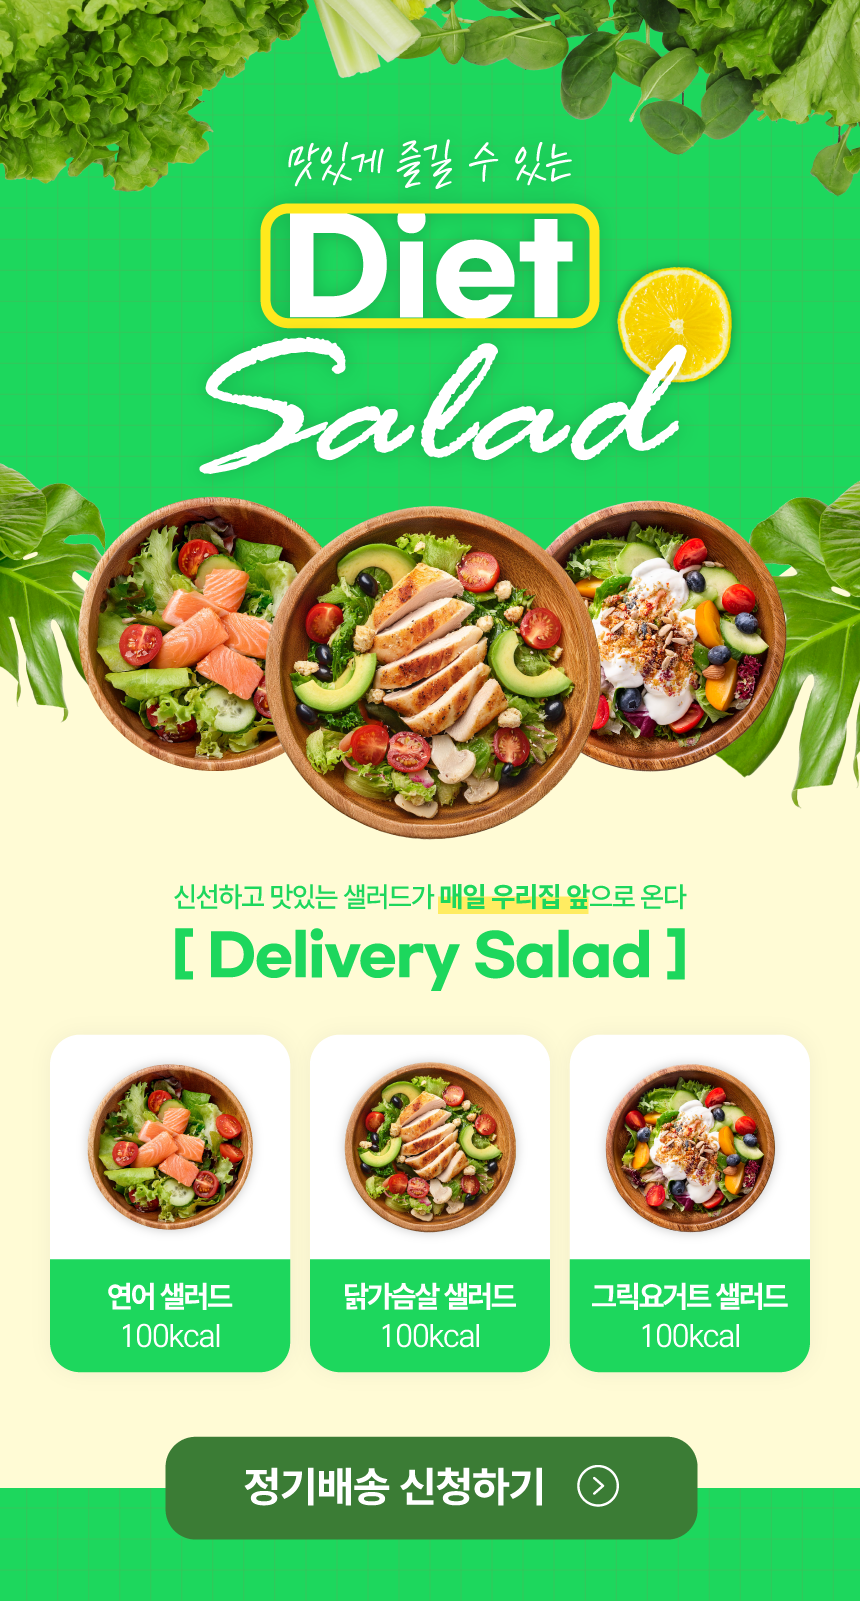 맛있게 즐길 수 있는
Diet
Salad
신선하고 맛있는 샐러드가 매일 우리집 앞으로 온다
[ Delivery Salad ]
연어 샐러드
100kcal
닭가슴살 샐러드
100kcal
그릭요거트 샐러드
100kcal
정기배송 신청하기